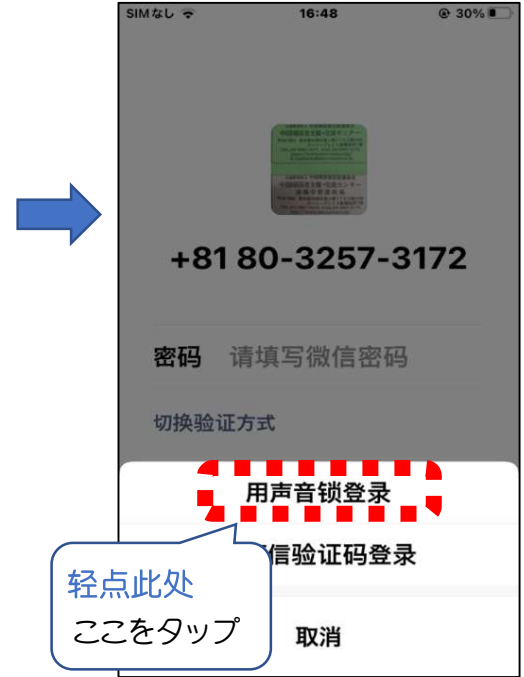 SIMなし 16:48 30%
+81 80-3257-3172
密码 请填写微信密码
切换验证方式
用声音锁登录
信验证码登录
轻点此处
ここをタップ
取消